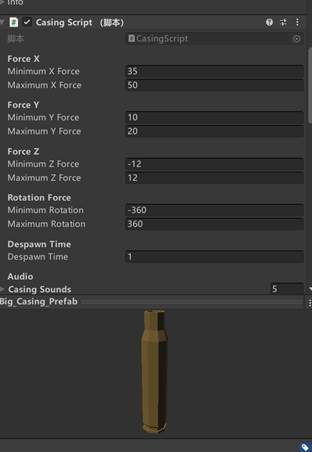 Info
Casing Script （脚本）
脚本 CasingScript
Force X
Minimum X Force 35
Maximum X Force 50
Force Y
Minimum Y Force 10
Maximum Y Force 20
Force Z
Minimum Z Force -12
Maximum Z Force 12
Rotation Force
Minimum Rotation -360
Maximum Rotation 360
Despawn Time
Despawn Time 1
Audio
Casing Sounds 5
Big_Casing_Prefab